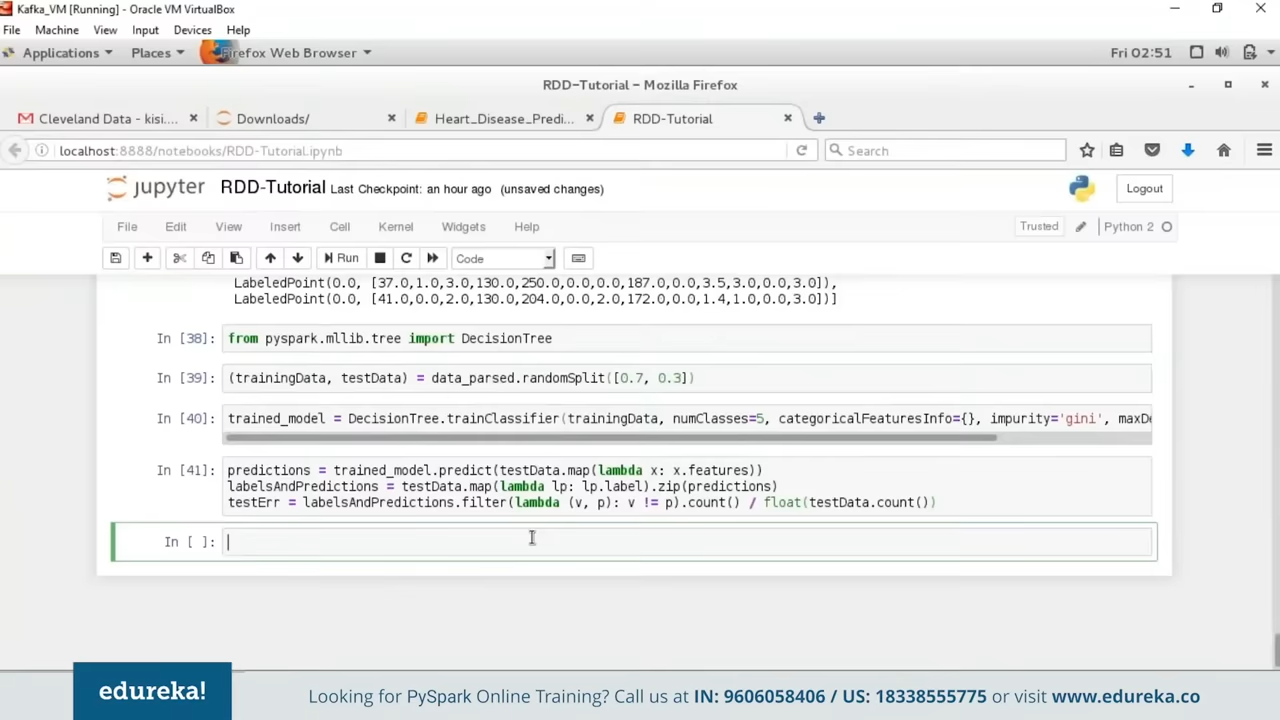 Kafka_VM [Running] - Oracle VM VirtualBox
File Machine View Input Devices Help
Applications Places Firefox Web Browser Fri 02:51
RDD-Tutorial - Mozilla Firefox
Cleveland Data - kisi.... Downloads/ Heart_Disease_Predi... RDD-Tutorial
localhost:8888/notebooks/RDD-Tutorial.ipynb Search
jupyter RDD-Tutorial Last Checkpoint: an hour ago (unsaved changes) Logout
File Edit View Insert Cell Kernel Widgets Help Trusted Python 2
Run Code
LabeledPoint(0.0, [37.0,1.0,3.0,130.0,250.0,0.0,0.0,187.0,0.0,3.5,3.0,0.0,3.0]),
LabeledPoint(0.0, [41.0,0.0,2.0,130.0,204.0,0.0,2.0,172.0,0.0,1.4,1.0,0.0,3.0])]
In [38]: from pyspark.mllib.tree import DecisionTree
In [39]: (trainingData, testData) = data_parsed.randomSplit([0.7, 0.3])
In [40]: trained_model = DecisionTree.trainClassifier(trainingData, numClasses=5, categoricalFeaturesInfo={}, impurity='gini', maxDe
In [41]: predictions = trained_model.predict(testData.map(lambda x: x.features))
labelsAndPredictions = testData.map(lambda lp: lp.label).zip(predictions)
testErr = labelsAndPredictions.filter(lambda (v, p): v != p).count() / float(testData.count())
In [ ]:
edureka! Looking for PySpark Online Training? Call us at IN: 9606058406 / US: 18338555775 or visit www.edureka.co